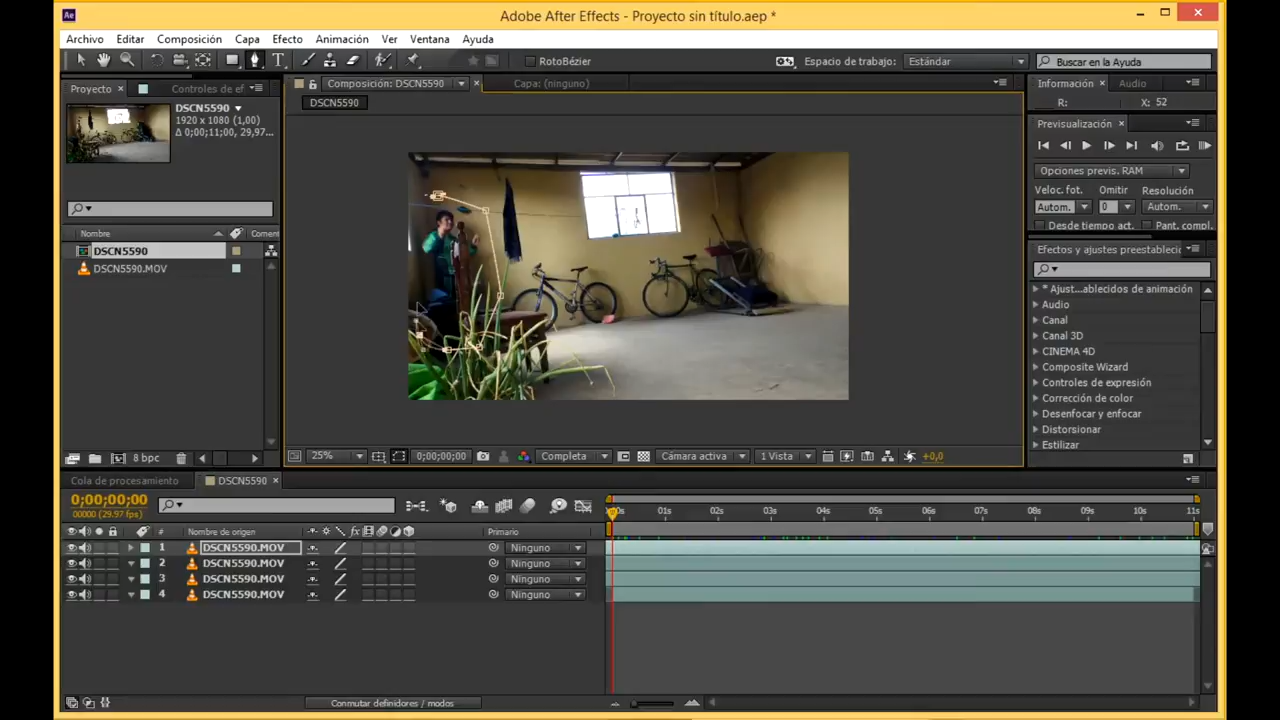 Ae
Adobe After Effects - Proyecto sin título.aep *
Archivo Editar Composición Capa Efecto Animación Ver Ventana Ayuda
RotoBézier
Espacio de trabajo: Estándar
Buscar en la Ayuda
Proyecto × Controles de ef
Composición: DSCN5590 ×
Capa: (ninguno)
Información × Audio
R: X: 52
DSCN5590
DSCN5590
1920 x 1080 (1,00)
Δ 0;00;11;00, 29,97...
Previsualización ×
Opciones previs. RAM
Veloc. fot. Omitir Resolución
Autom. 0 Autom.
Desde tiempo act. Pant. compl.
Nombre Coment
DSCN5590
DSCN5590.MOV
Efectos y ajustes preestableci
* Ajust...ablecidos de animación
Audio
Canal
Canal 3D
CINEMA 4D
Composite Wizard
Controles de expresión
Corrección de color
Desenfocar y enfocar
Distorsionar
Estilizar
8 bpc
25% 0;00;00;00 Completa Cámara activa 1 Vista +0,0
Cola de procesamiento DSCN5590 ×
0;00;00;00
00000 (29.97 fps)
:00s 01s 02s 03s 04s 05s 06s 07s 08s 09s 10s 11s
# Nombre de origen fx Primario
1 DSCN5590.MOV Ninguno
2 DSCN5590.MOV Ninguno
3 DSCN5590.MOV Ninguno
4 DSCN5590.MOV Ninguno
Conmutar definidores / modos